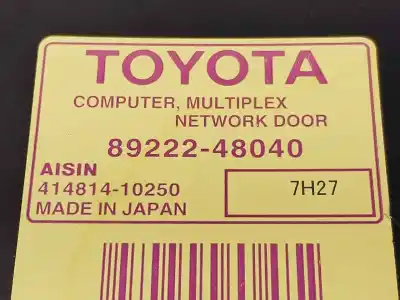 TOYOTA
COMPUTER, MULTIPLEX
NETWORK DOOR
89222-48040
AISIN
414814-10250
7H27
MADE IN JAPAN